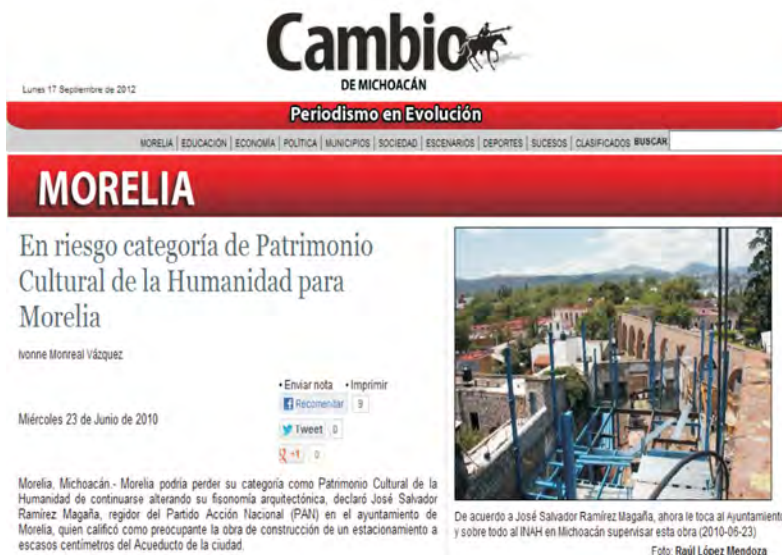 Cambio
DE MICHOACÁN
Lunes 17 Septiembre de 2012
Periodismo en Evolución
MORELIA | EDUCACIÓN | ECONOMÍA | POLÍTICA | MUNICIPIOS | SOCIEDAD | ESCENARIOS | DEPORTES | SUCESOS | CLASIFICADOS BUSCAR
MORELIA
En riesgo categoría de Patrimonio
Cultural de la Humanidad para
Morelia
Ivonne Monreal Vázquez
• Enviar nota • Imprimir
Recomendar 9
Miércoles 23 de Junio de 2010
Tweet 0
+1 0
Morelia, Michoacán.- Morelia podría perder su categoría como Patrimonio Cultural de la
Humanidad de continuarse alterando su fisonomía arquitectónica, declaró José Salvador
Ramírez Magaña, regidor del Partido Acción Nacional (PAN) en el ayuntamiento de
Morelia, quien calificó como preocupante la obra de construcción de un estacionamiento a
escasos centímetros del Acueducto de la ciudad.
De acuerdo a José Salvador Ramírez Magaña, ahora le toca al Ayuntamiento
y sobre todo al INAH en Michoacán supervisar esta obra (2010-06-23)
Foto: Raúl López Mendoza